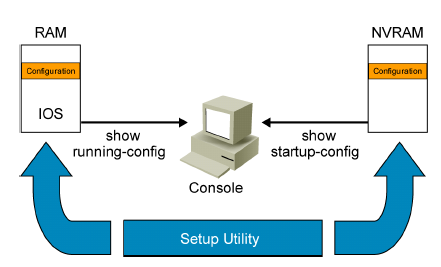 RAM
NVRAM
Configuration
Configuration
IOS
show
running-config
show
startup-config
Console
Setup Utility